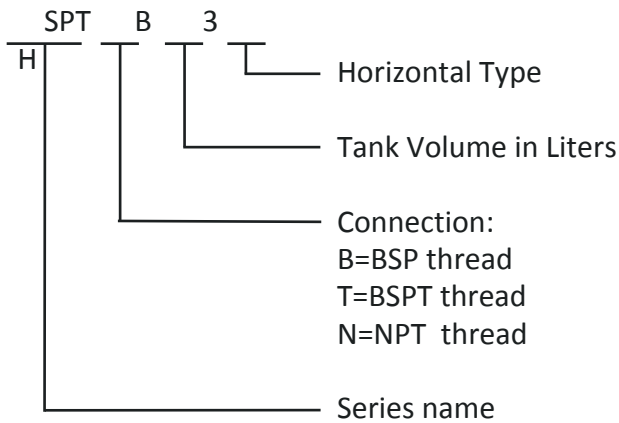 SPT B 3
H
Horizontal Type
Tank Volume in Liters
Connection:
B=BSP thread
T=BSPT thread
N=NPT thread
Series name